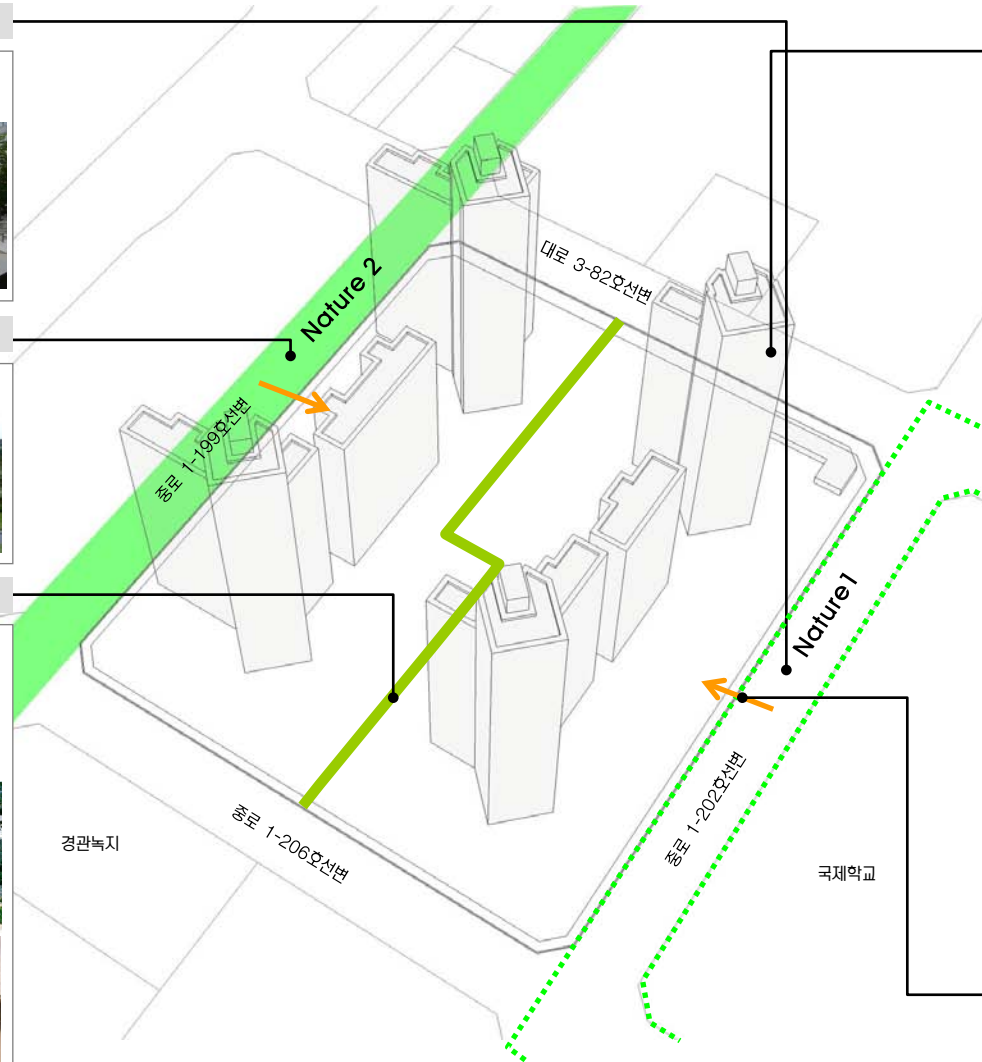 대로 3-82호선변
Nature 2
중로 1-199호선변
Nature1
중로 1-202호선변
중로 1-206호선변
경관녹지
국제학교